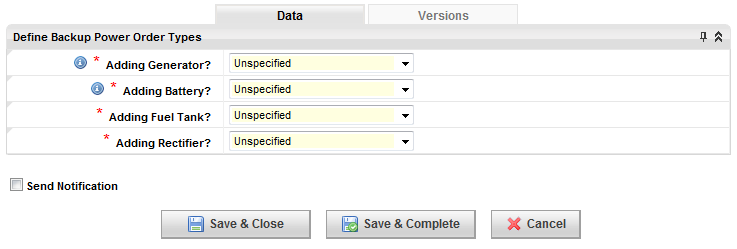 Data Versions
Define Backup Power Order Types
* Adding Generator? Unspecified
* Adding Battery? Unspecified
* Adding Fuel Tank? Unspecified
* Adding Rectifier? Unspecified
Send Notification
Save & Close Save & Complete Cancel